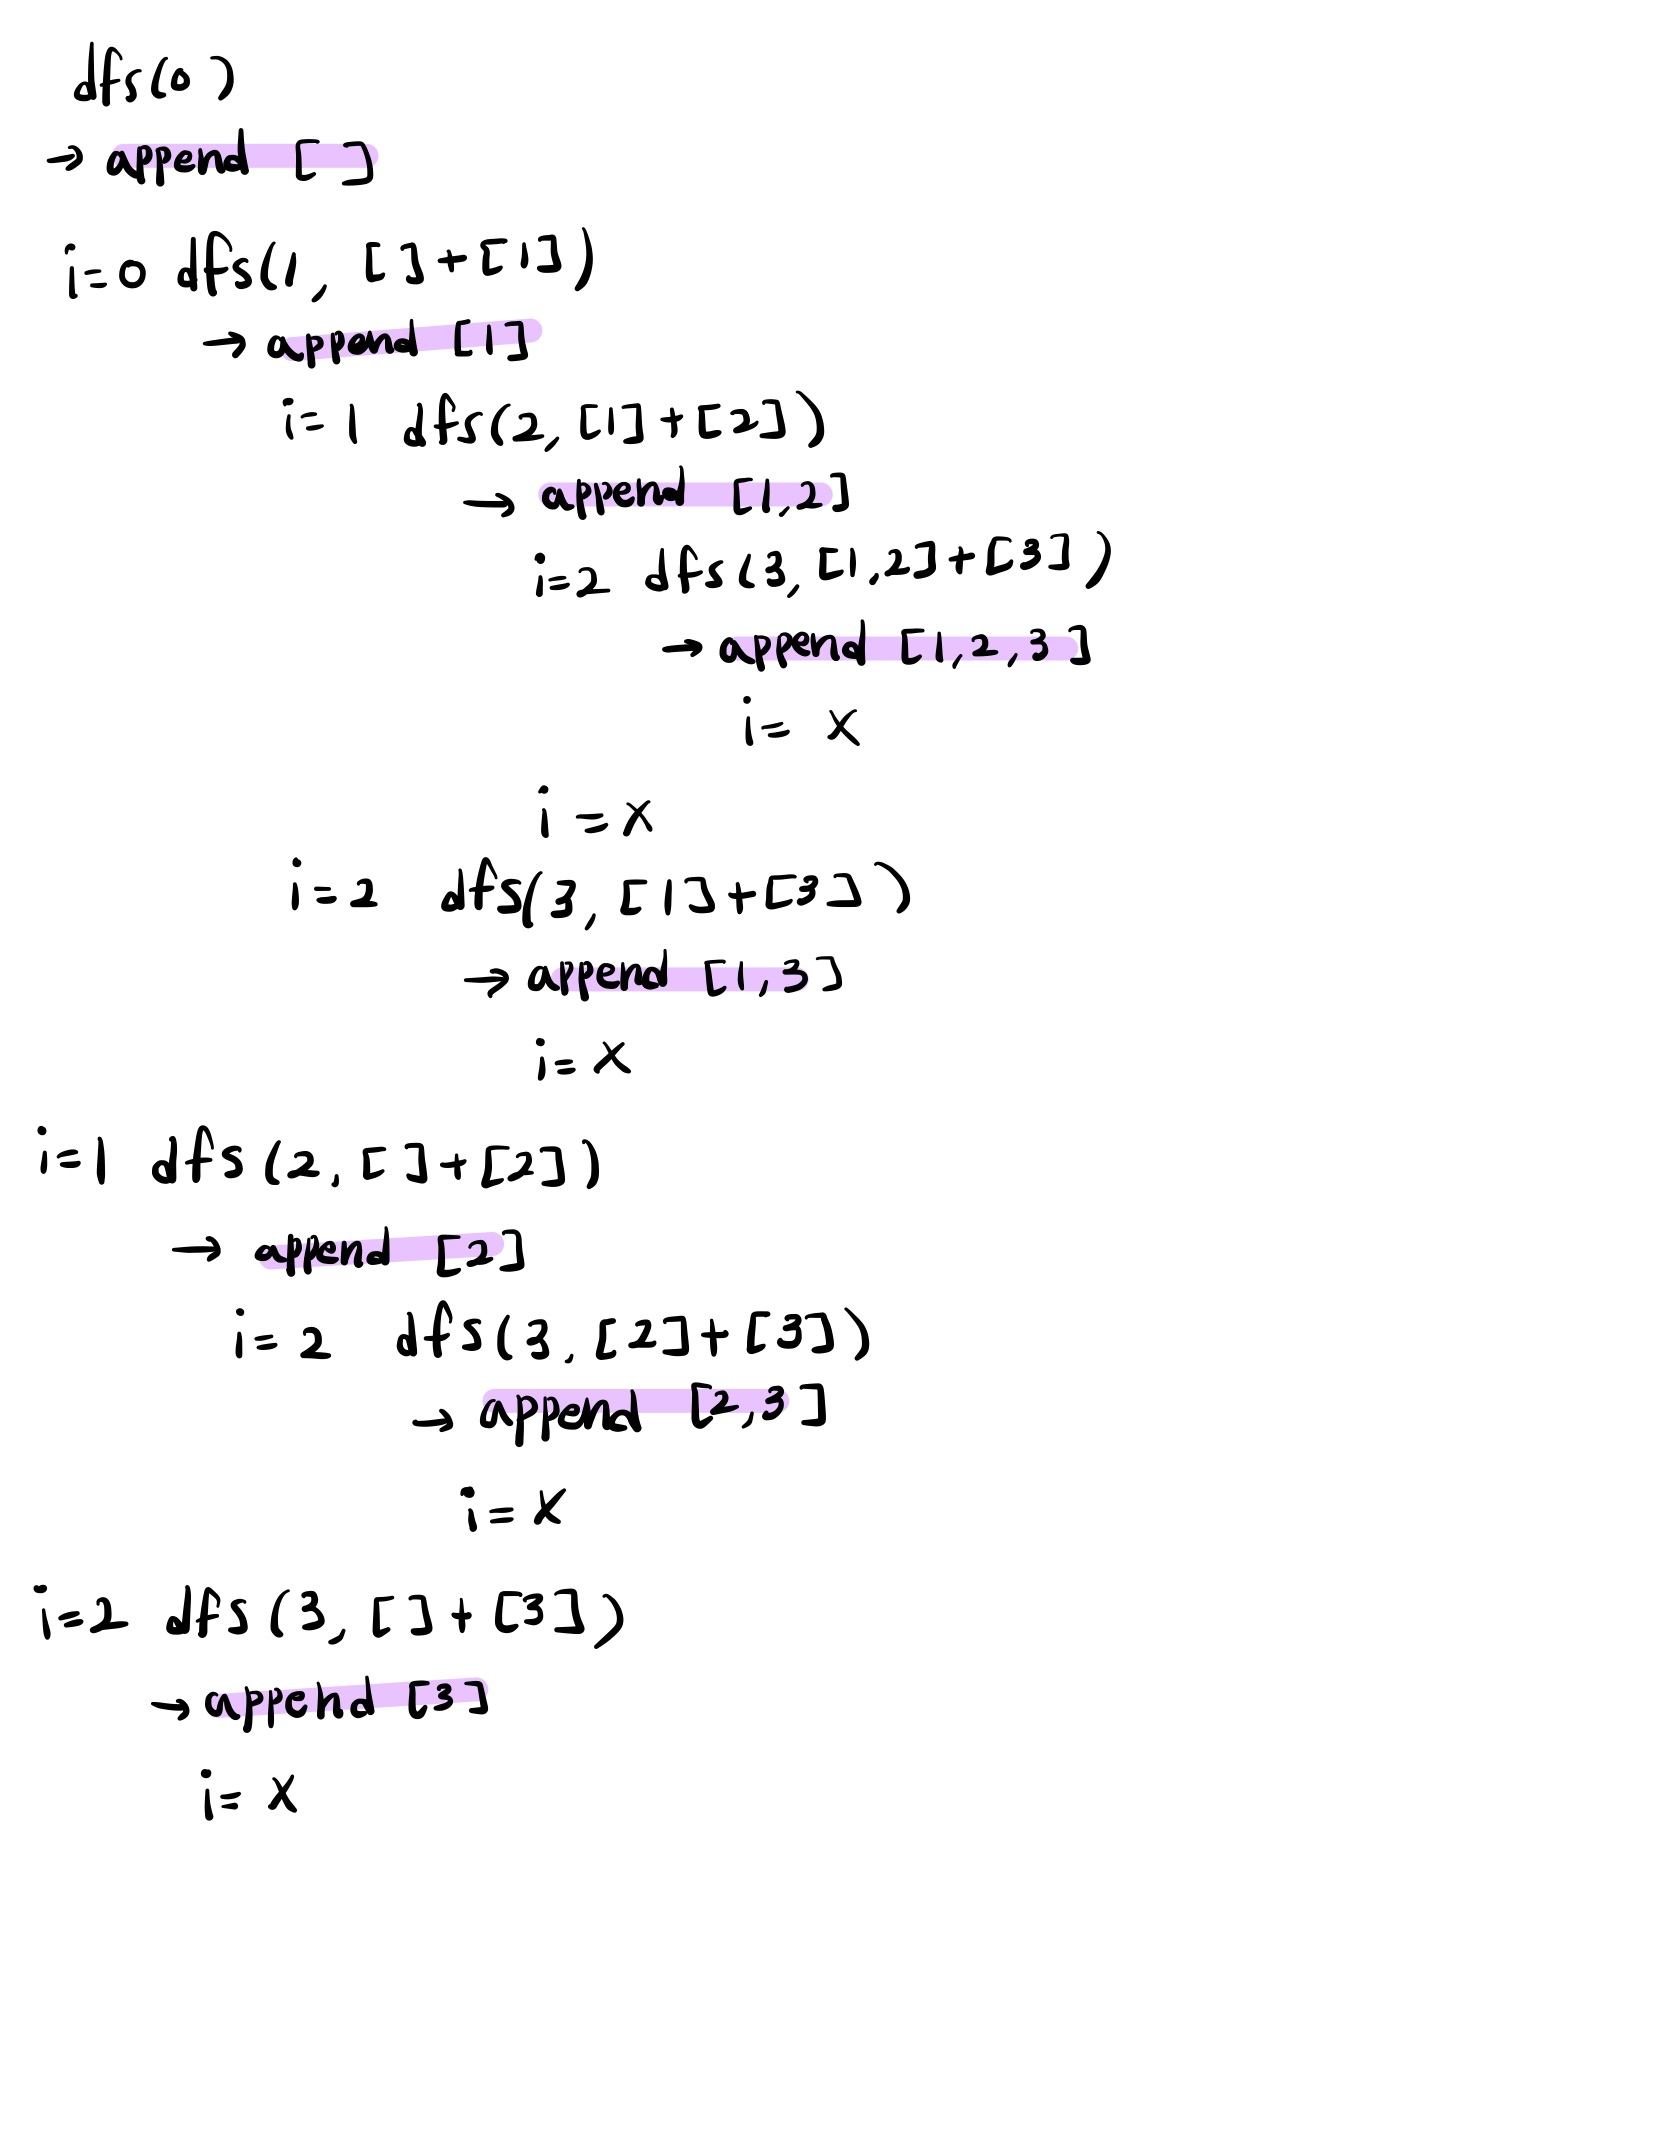 dfs(0 )
→ append [ ]
i=0 dfs(1, [ ]+[1])
→ append [1]
i=1 dfs(2,[1]+[2])
→ append [1,2]
i=2 dfs(3,[1,2]+[3])
→ append [1,2,3]
i= x
i =x
i=2 dfs(3,[1]+[3])
→ append [1,3]
i= x
i=1 dfs(2,[ ]+[2])
→ append [2]
i=2 dfs(3,[2]+[3])
→ append [2,3]
i= x
i=2 dfs(3,[ ]+[3])
→ append [3]
i= x